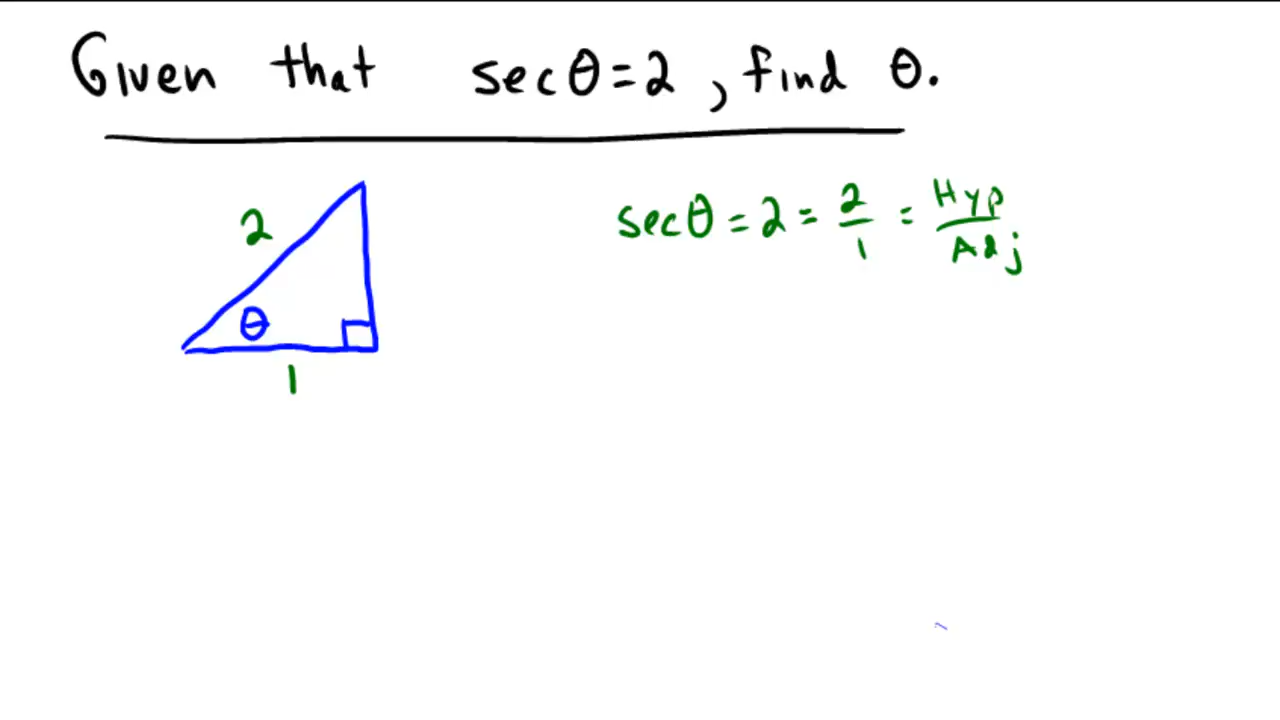 Given that secθ=2, find θ.
secθ = 2 = 2/1 = Hyp/Adj
2
θ
1